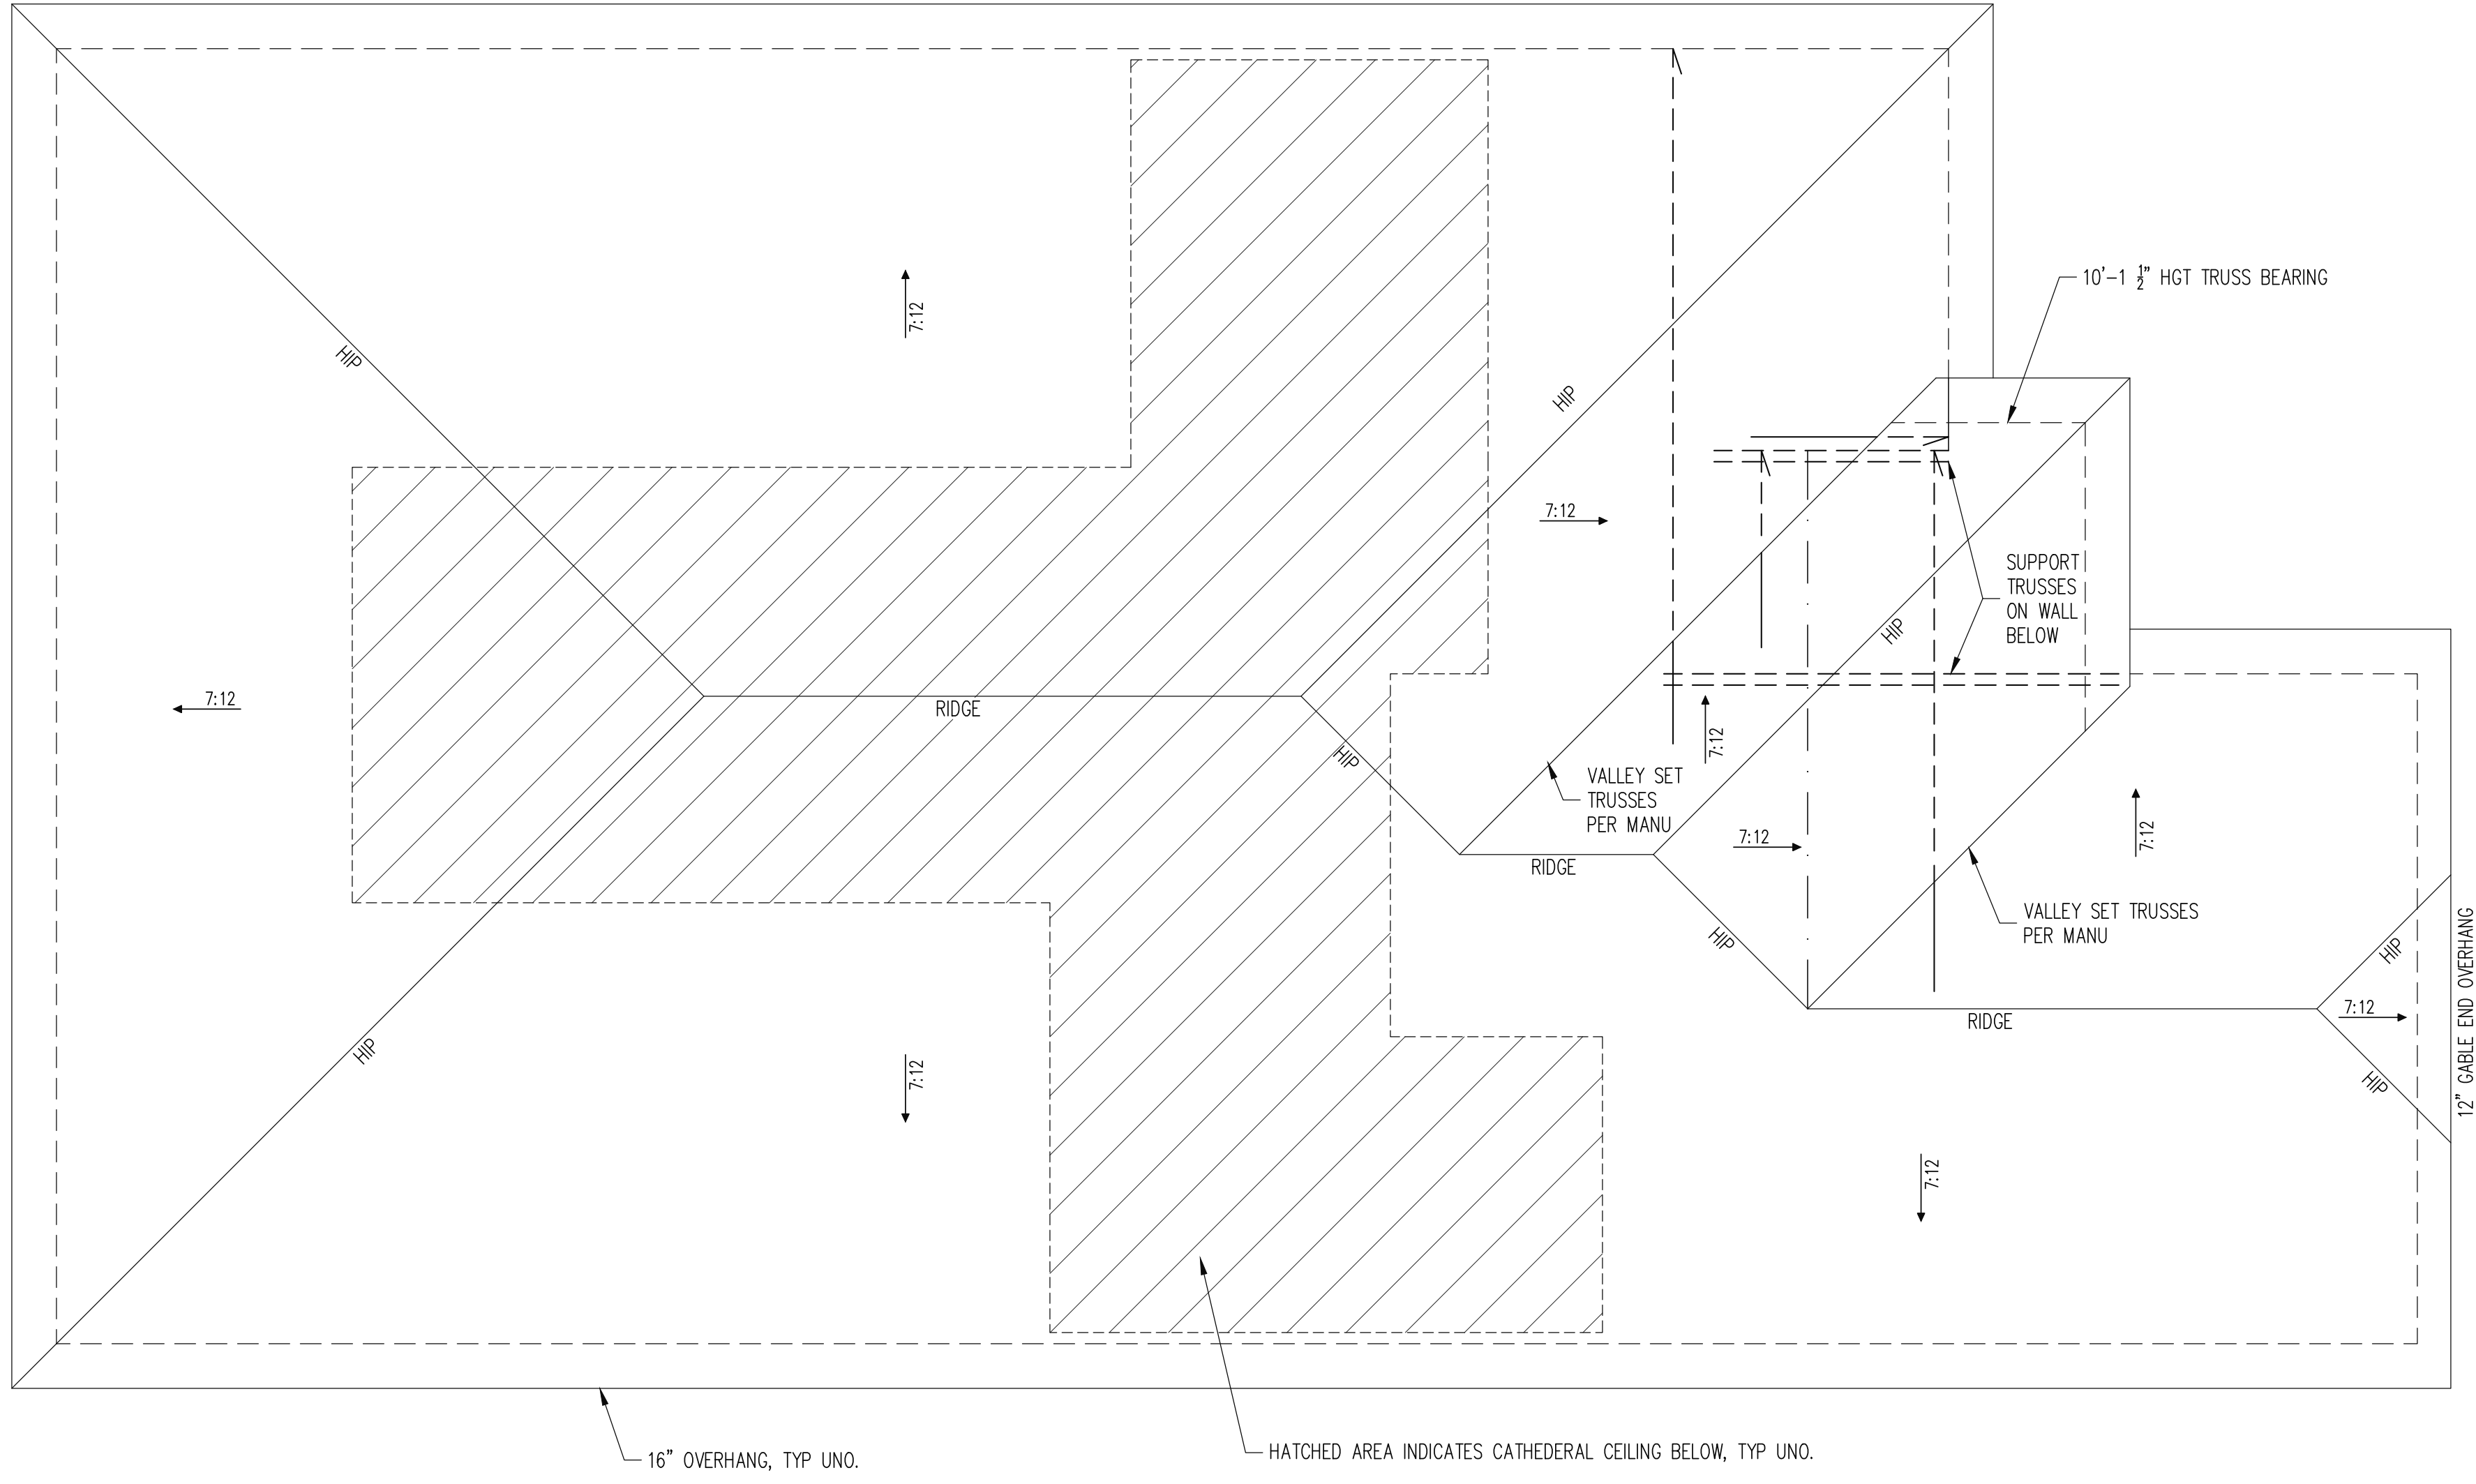 10'-1 1/2" HGT TRUSS BEARING
7:12
HIP
HIP
7:12
SUPPORT
TRUSSES
ON WALL
BELOW
HIP
7:12
RIDGE
7:12
HIP
VALLEY SET
TRUSSES
PER MANU
7:12
7:12
RIDGE
VALLEY SET TRUSSES
PER MANU
HIP
HIP
12" GABLE END OVERHANG
7:12
RIDGE
HIP
7:12
HIP
7:12
HATCHED AREA INDICATES CATHEDERAL CEILING BELOW, TYP UNO.
16" OVERHANG, TYP UNO.